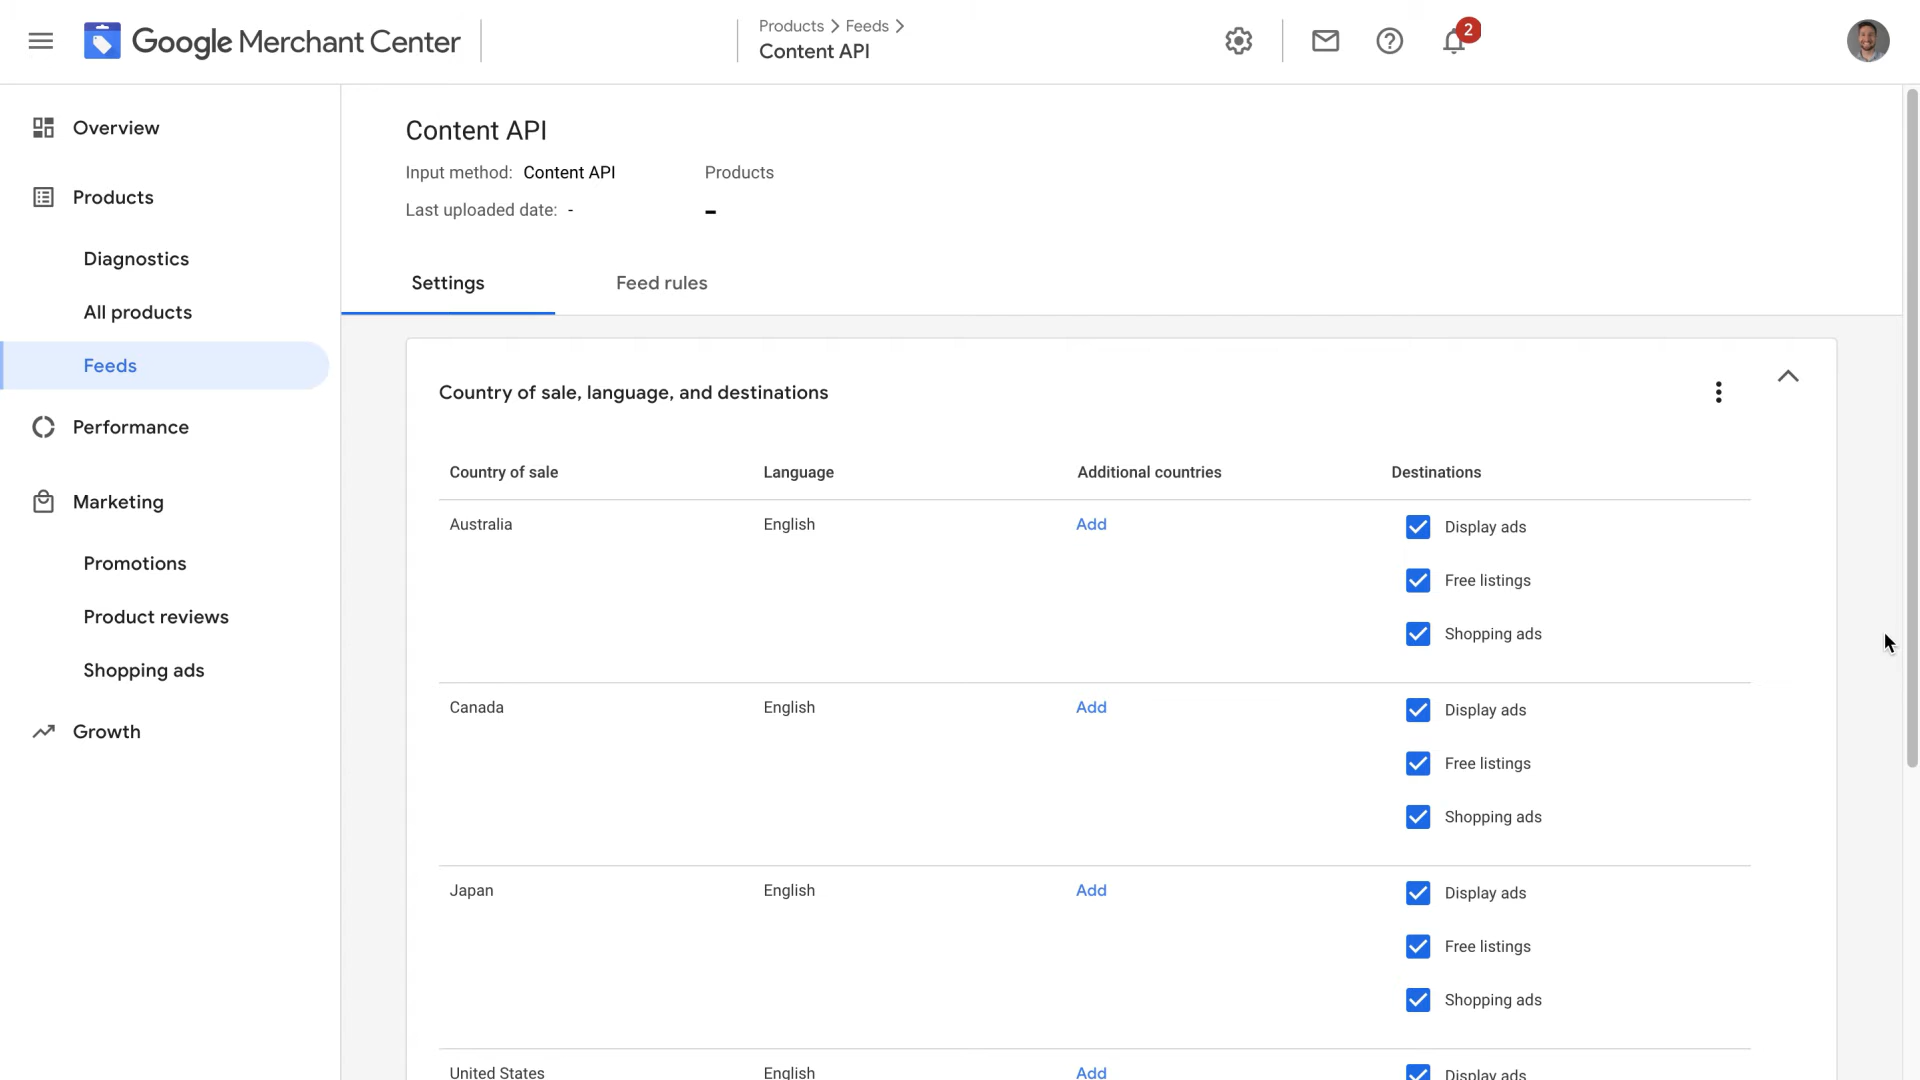 Google Merchant Center
Products
Feeds
Content API
2
Overview
Products
Diagnostics
All products
Feeds
Performance
Marketing
Promotions
Product reviews
Shopping ads
Growth
Content API
Input method: Content API
Products
Last uploaded date: -
-
Settings
Feed rules
Country of sale, language, and destinations
Country of sale Language Additional countries Destinations
Australia English Add Display ads
Free listings
Shopping ads
Canada English Add Display ads
Free listings
Shopping ads
Japan English Add Display ads
Free listings
Shopping ads
United States English Add Display ads